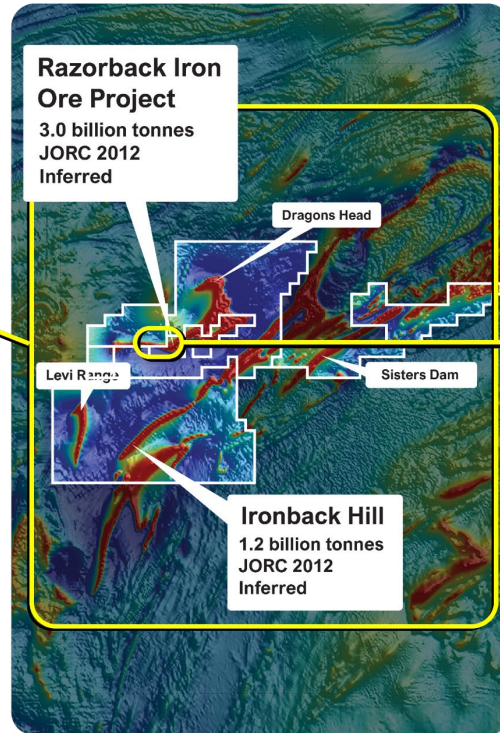 Razorback Iron
Ore Project
3.0 billion tonnes
JORC 2012
Inferred
Dragons Head
Levi Range
Sisters Dam
Ironback Hill
1.2 billion tonnes
JORC 2012
Inferred